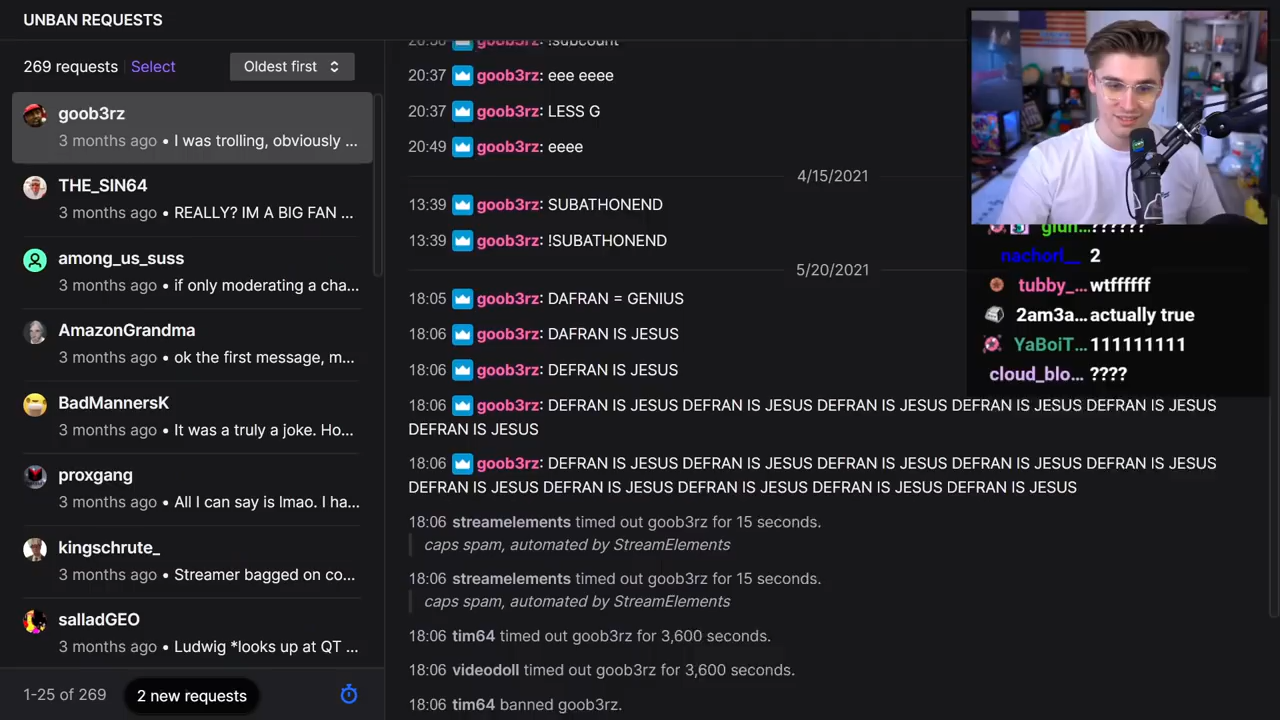 UNBAN REQUESTS
269 requests Select
Oldest first
goob3rz
3 months ago • I was trolling, obviously ...
THE_SIN64
3 months ago • REALLY? IM A BIG FAN ...
among_us_suss
3 months ago • if only moderating a cha...
AmazonGrandma
3 months ago • ok the first message, m...
BadMannersK
3 months ago • It was a truly a joke. Ho...
proxgang
3 months ago • All I can say is lmao. I ha...
kingschrute_
3 months ago • Streamer bagged on co...
salladGEO
3 months ago • Ludwig *looks up at QT ...
1-25 of 269
2 new requests
goob3rz: !subcount
20:37 goob3rz: eee eeee
20:37 goob3rz: LESS G
20:49 goob3rz: eeee
4/15/2021
13:39 goob3rz: SUBATHONEND
13:39 goob3rz: !SUBATHONEND
5/20/2021
18:05 goob3rz: DAFRAN = GENIUS
18:06 goob3rz: DAFRAN IS JESUS
18:06 goob3rz: DEFRAN IS JESUS
18:06 goob3rz: DEFRAN IS JESUS DEFRAN IS JESUS DEFRAN IS JESUS DEFRAN IS JESUS DEFRAN IS JESUS
DEFRAN IS JESUS
18:06 goob3rz: DEFRAN IS JESUS DEFRAN IS JESUS DEFRAN IS JESUS DEFRAN IS JESUS DEFRAN IS JESUS
DEFRAN IS JESUS DEFRAN IS JESUS DEFRAN IS JESUS DEFRAN IS JESUS DEFRAN IS JESUS
18:06 streamelements timed out goob3rz for 15 seconds.
caps spam, automated by StreamElements
18:06 streamelements timed out goob3rz for 15 seconds.
caps spam, automated by StreamElements
18:06 tim64 timed out goob3rz for 3,600 seconds.
18:06 videodoll timed out goob3rz for 3,600 seconds.
18:06 tim64 banned goob3rz.
??????
nachorl__ 2
tubby_... wtffffff
2am3a... actually true
YaBoiT... 111111111
cloud_blo... ????